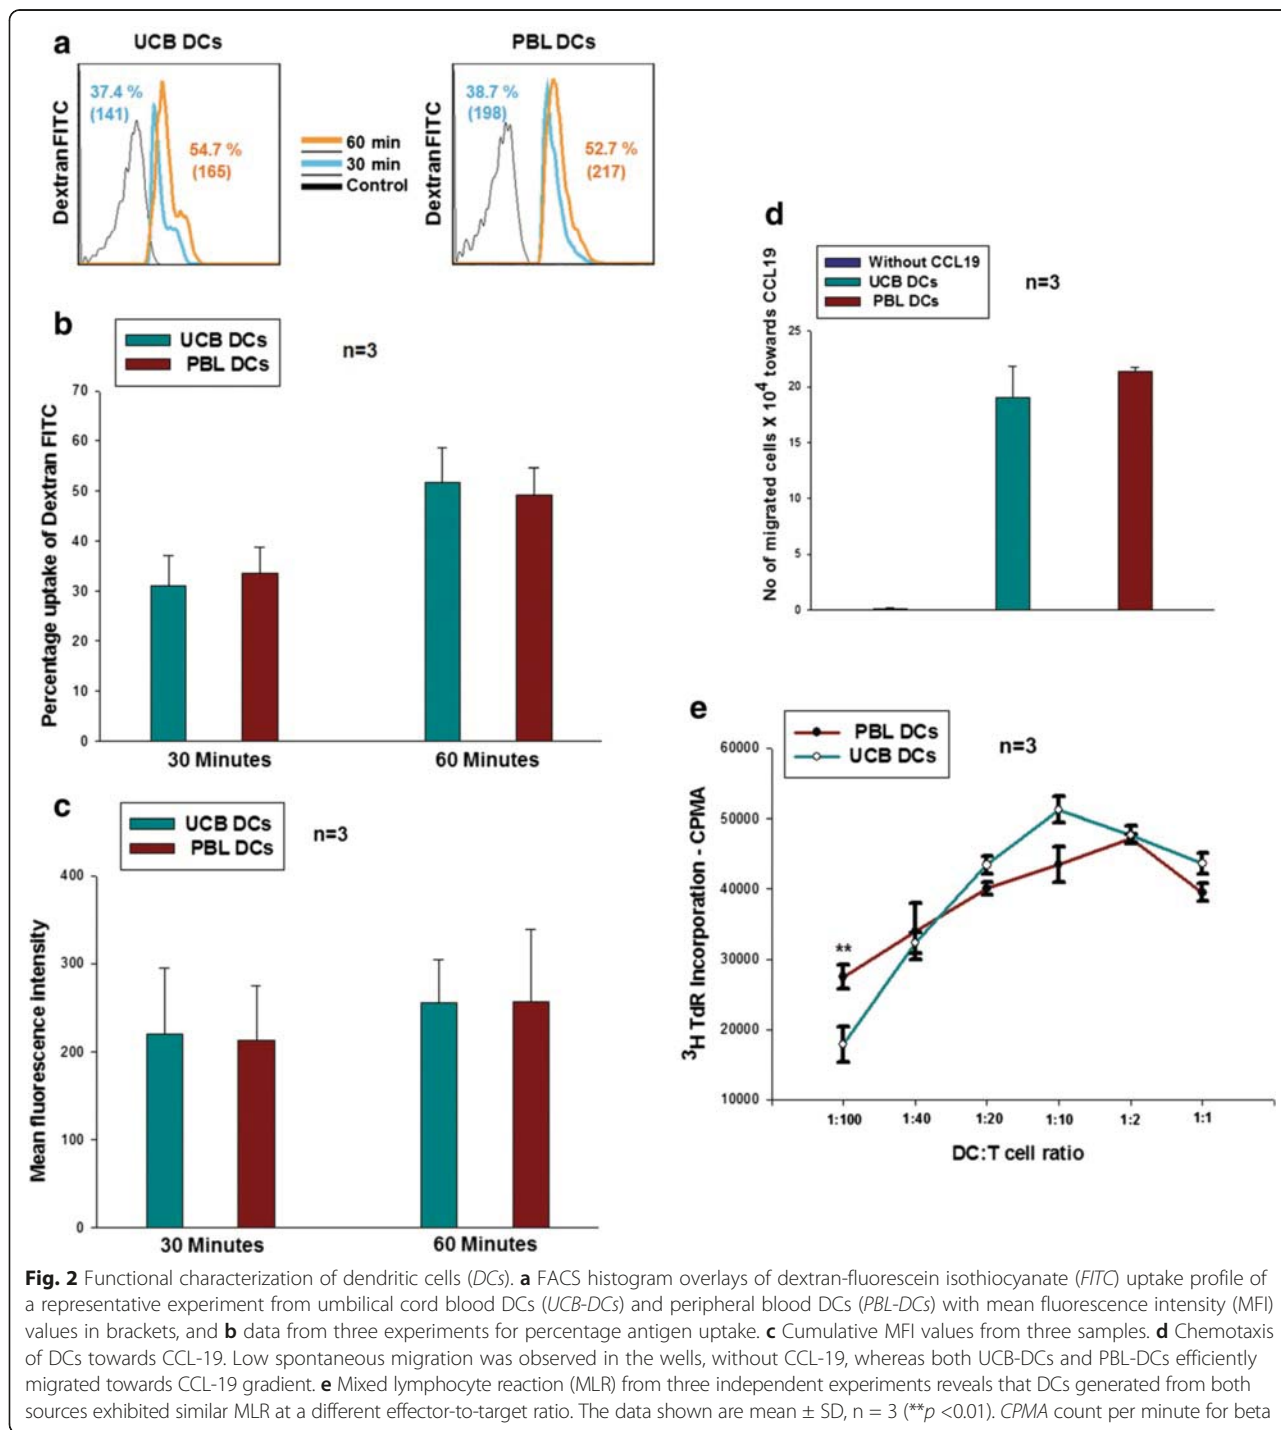 a
UCB DCs
PBL DCs
Dextran FITC
37.4 %
(141)
54.7 %
(165)
60 min
30 min
Control
Dextran FITC
38.7 %
(198)
52.7 %
(217)
b
UCB DCs
PBL DCs
n=3
Percentage uptake of Dextran FITC
70
60
50
40
30
20
10
0
30 Minutes
60 Minutes
c
UCB DCs
PBL DCs
n=3
Mean fluorescence intensity
400
300
200
100
0
30 Minutes
60 Minutes
d
Without CCL19
UCB DCs
PBL DCs
n=3
No of migrated cells X 10⁴ towards CCL19
25
20
15
10
5
0
e
PBL DCs
UCB DCs
n=3
³H TdR Incorporation - CPMA
60000
50000
40000
30000
20000
10000
**
1:100
1:40
1:20
1:10
1:2
1:1
DC:T cell ratio
Fig. 2 Functional characterization of dendritic cells (DCs). a FACS histogram overlays of dextran-fluorescein isothiocyanate (FITC) uptake profile of
a representative experiment from umbilical cord blood DCs (UCB-DCs) and peripheral blood DCs (PBL-DCs) with mean fluorescence intensity (MFI)
values in brackets, and b data from three experiments for percentage antigen uptake. c Cumulative MFI values from three samples. d Chemotaxis
of DCs towards CCL-19. Low spontaneous migration was observed in the wells, without CCL-19, whereas both UCB-DCs and PBL-DCs efficiently
migrated towards CCL-19 gradient. e Mixed lymphocyte reaction (MLR) from three independent experiments reveals that DCs generated from both
sources exhibited similar MLR at a different effector-to-target ratio. The data shown are mean ± SD, n = 3 (**p <0.01). CPMA count per minute for beta